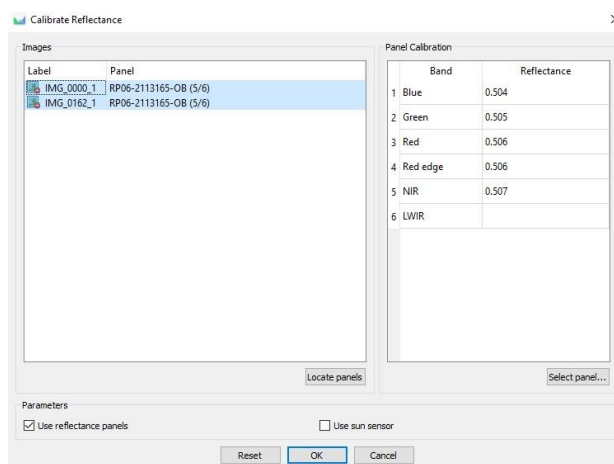 Calibrate Reflectance
Images
Label Panel
IMG_0000_1 RP06-2113165-OB (5/6)
IMG_0162_1 RP06-2113165-OB (5/6)
Locate panels
Panel Calibration
Band Reflectance
1 Blue 0.504
2 Green 0.505
3 Red 0.506
4 Red edge 0.506
5 NIR 0.507
6 LWIR
Select panel...
Parameters
Use reflectance panels Use sun sensor
Reset OK Cancel